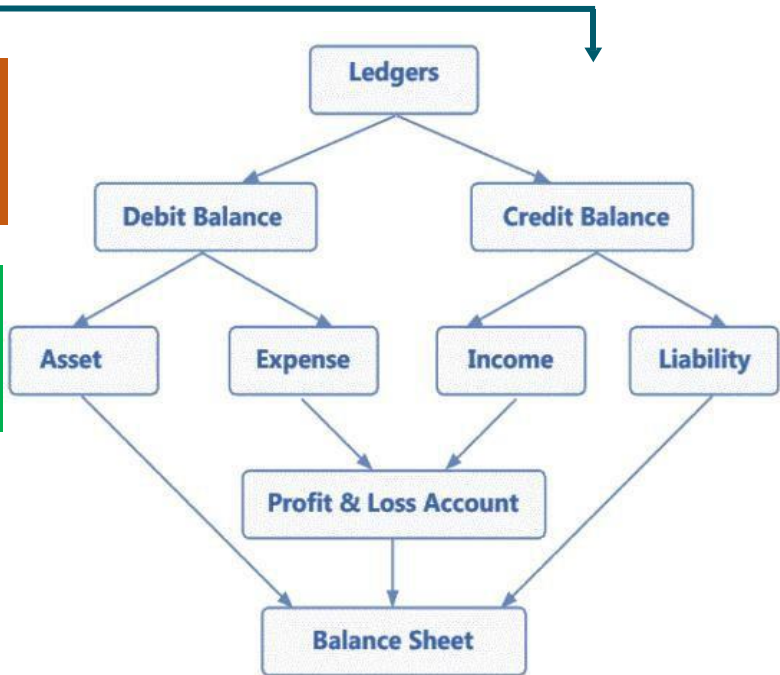 Ledgers
Debit Balance
Credit Balance
Asset
Expense
Income
Liability
Profit & Loss Account
Balance Sheet